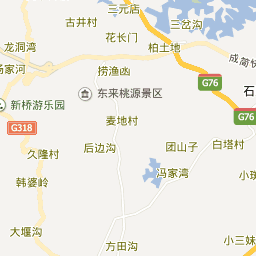 三元店
三岔沟
古井村
花长门
柏土地
龙洞湾
成简快
杨家河
捞渔凼
G76
石
东来桃源景区
新桥游乐园
麦地村
G76
G318
后边沟
团山子
白塔村
久隆村
冯家湾
韩婆岭
小瑰
大堰沟
方田沟
小三妹